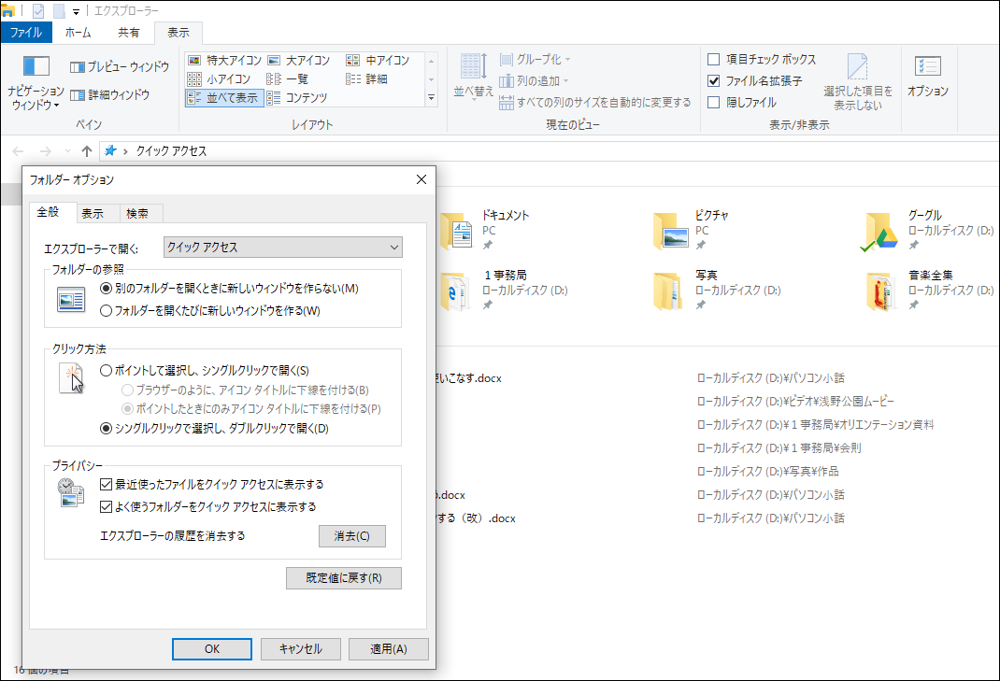 エクスプローラー
ファイル ホーム 共有 表示
ナビゲーション ウィンドウ
プレビュー ウィンドウ
詳細ウィンドウ
ペイン
特大アイコン 大アイコン 中アイコン
小アイコン 一覧 詳細
並べて表示 コンテンツ
レイアウト
並べ替え
グループ化
列の追加
すべての列のサイズを自動的に変更する
現在のビュー
項目チェック ボックス
ファイル名拡張子
隠しファイル
選択した項目を
表示しない
表示/非表示
オプション
クイック アクセス
フォルダー オプション
全般 表示 検索
エクスプローラーで開く: クイック アクセス
フォルダーの参照
別のフォルダーを開くときに新しいウィンドウを作らない(M)
フォルダーを開くたびに新しいウィンドウを作る(W)
クリック方法
ポイントして選択し、シングルクリックで開く(S)
ブラウザーのように、アイコン タイトルに下線を付ける(B)
ポイントしたときにのみアイコン タイトルに下線を付ける(P)
シングルクリックで選択し、ダブルクリックで開く(D)
プライバシー
最近使ったファイルをクイック アクセスに表示する
よく使うフォルダーをクイック アクセスに表示する
エクスプローラーの履歴を消去する 消去(C)
既定値に戻す(R)
OK キャンセル 適用(A)
ドキュメント
PC
ピクチャ
PC
グーグル
ローカルディスク (D:)
１事務局
ローカルディスク (D:)
写真
ローカルディスク (D:)
音楽全集
ローカルディスク (D:)
使いこなす.docx ローカルディスク (D:)¥パソコン小話
ローカルディスク (D:)¥ビデオ¥浅野公園ムービー
ローカルディスク (D:)¥１事務局¥オリエンテーション資料
ローカルディスク (D:)¥１事務局¥会則
ローカルディスク (D:)¥写真¥作品
.docx ローカルディスク (D:)¥パソコン小話
する（改）.docx ローカルディスク (D:)¥パソコン小話
16 個の項目